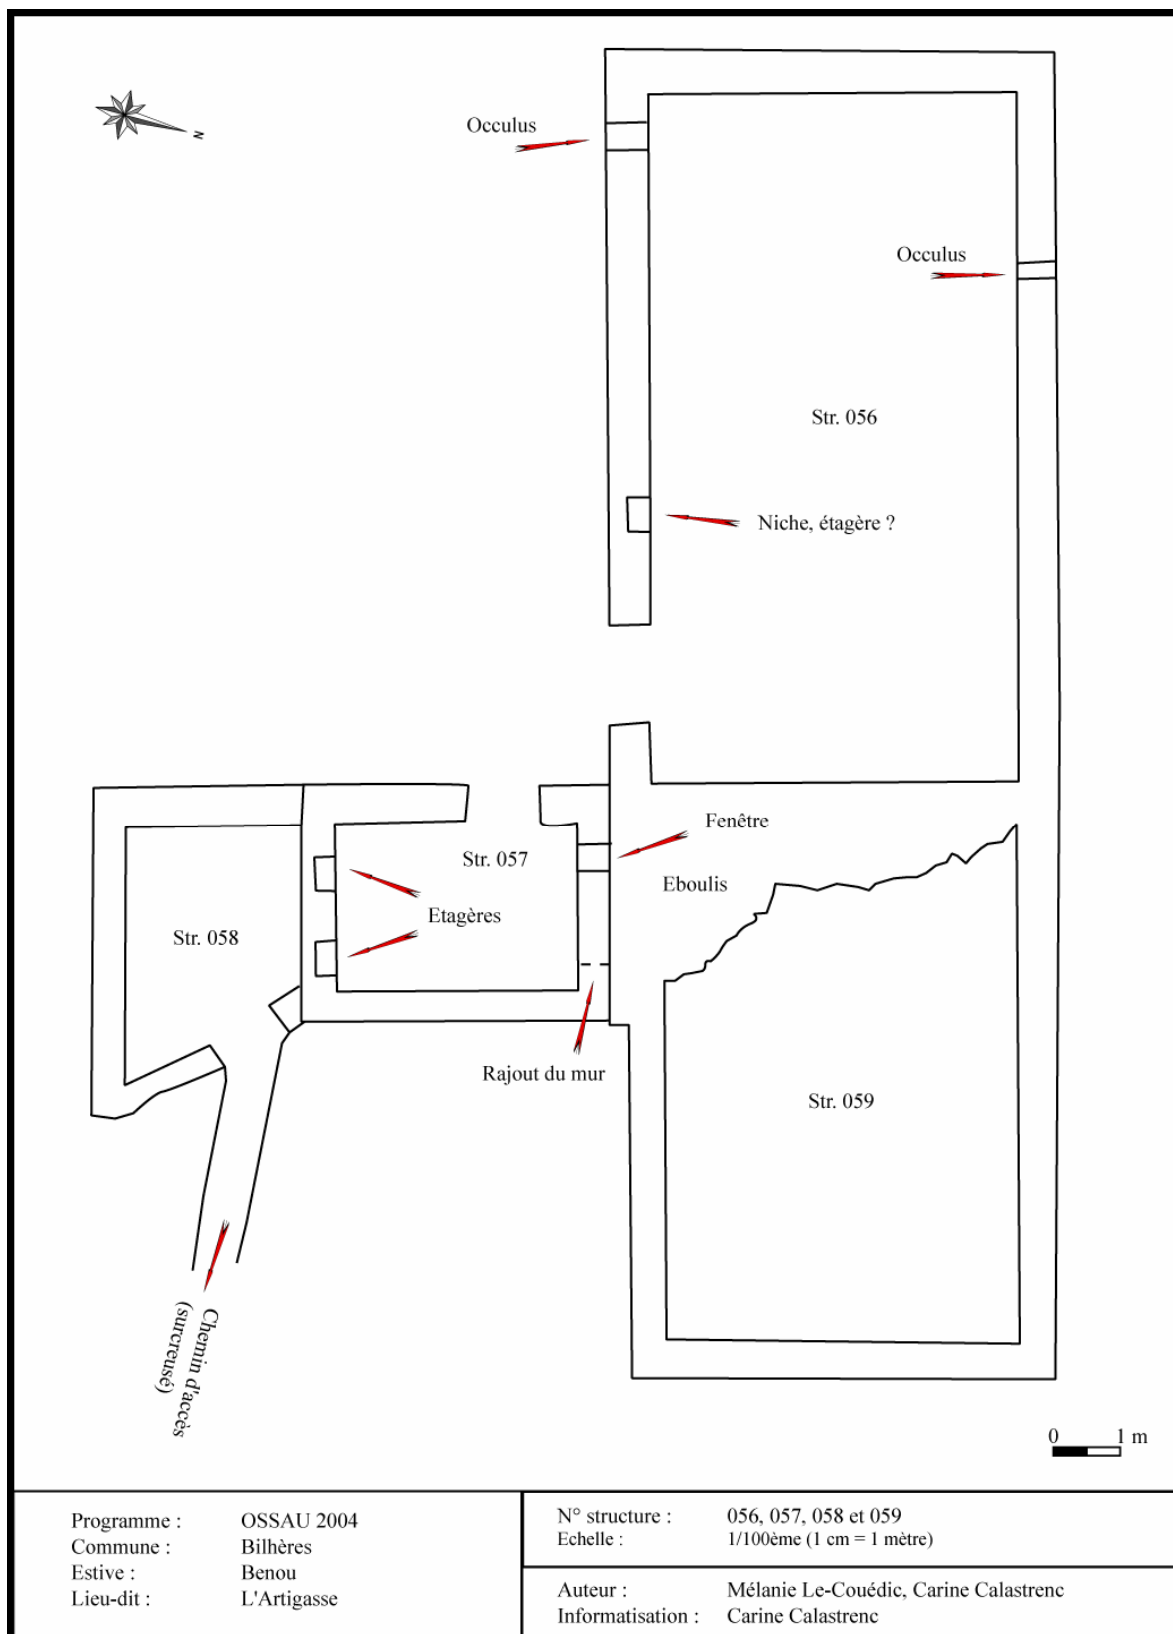 N
Occulus
Occulus
Str. 056
Niche, étagère ?
Fenêtre
Str. 057
Eboulis
Etagères
Str. 058
Rajout du mur
Str. 059
Chemin d'accès
(surcreusé)
0 1 m
Programme : OSSAU 2004
Commune : Bilhères
Estive : Benou
Lieu-dit : L'Artigasse
N° structure : 056, 057, 058 et 059
Echelle : 1/100ème (1 cm = 1 mètre)
Auteur : Mélanie Le-Couédic, Carine Calastrenc
Informatisation : Carine Calastrenc